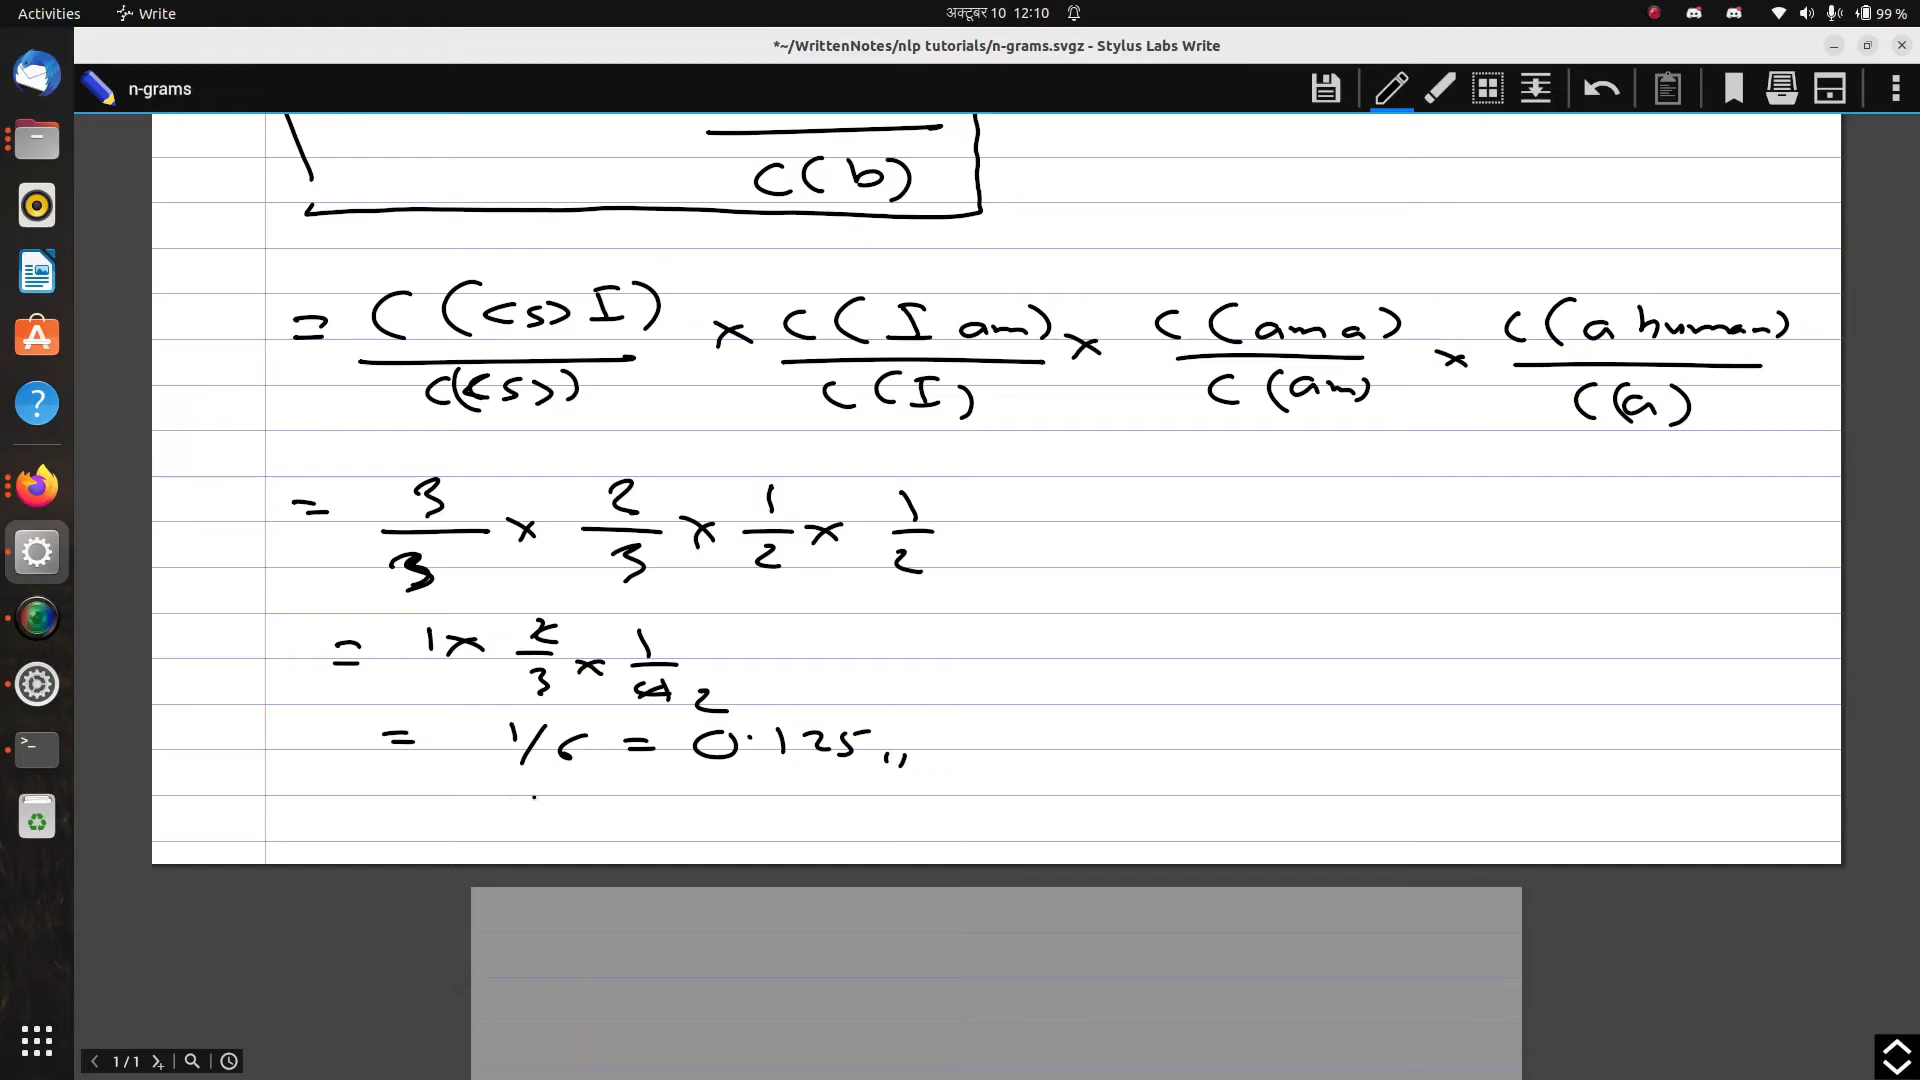 Activities Write अक्टूबर 10 12:10 99 %
*~/WrittenNotes/nlp tutorials/n-grams.svgz - Stylus Labs Write
n-grams
C(b)
= C(<s> I) × C(I am) × C(am a) × C(a human)
C(<s>) C(I) C(am) C(a)
= 3 × 2 × 1 × 1
3 3 2 2
= 1 × 2 × 1
3 4 2
= 1/6 = 0.125 ,,
1 / 1